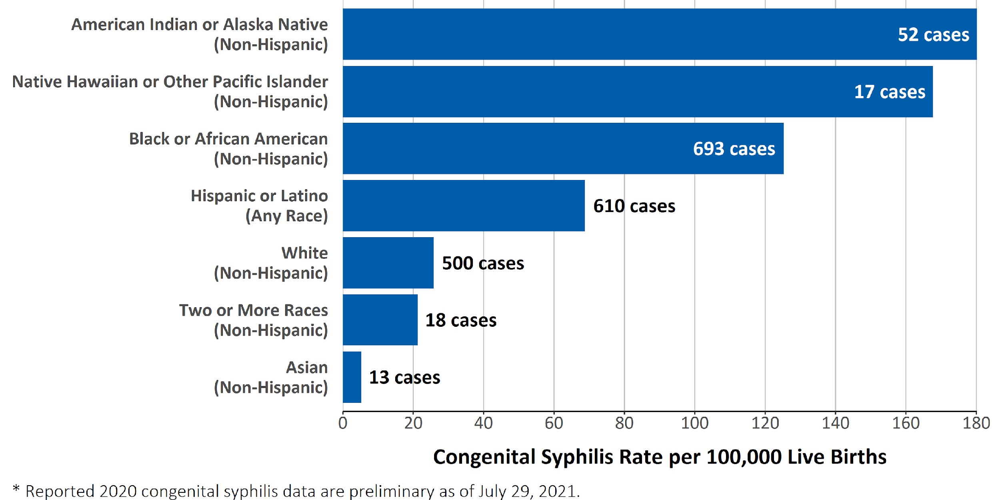 American Indian or Alaska Native
(Non-Hispanic)
52 cases
Native Hawaiian or Other Pacific Islander
(Non-Hispanic)
17 cases
Black or African American
(Non-Hispanic)
693 cases
Hispanic or Latino
(Any Race)
610 cases
White
(Non-Hispanic)
500 cases
Two or More Races
(Non-Hispanic)
18 cases
Asian
(Non-Hispanic)
13 cases
0 20 40 60 80 100 120 140 160 180
Congenital Syphilis Rate per 100,000 Live Births
* Reported 2020 congenital syphilis data are preliminary as of July 29, 2021.